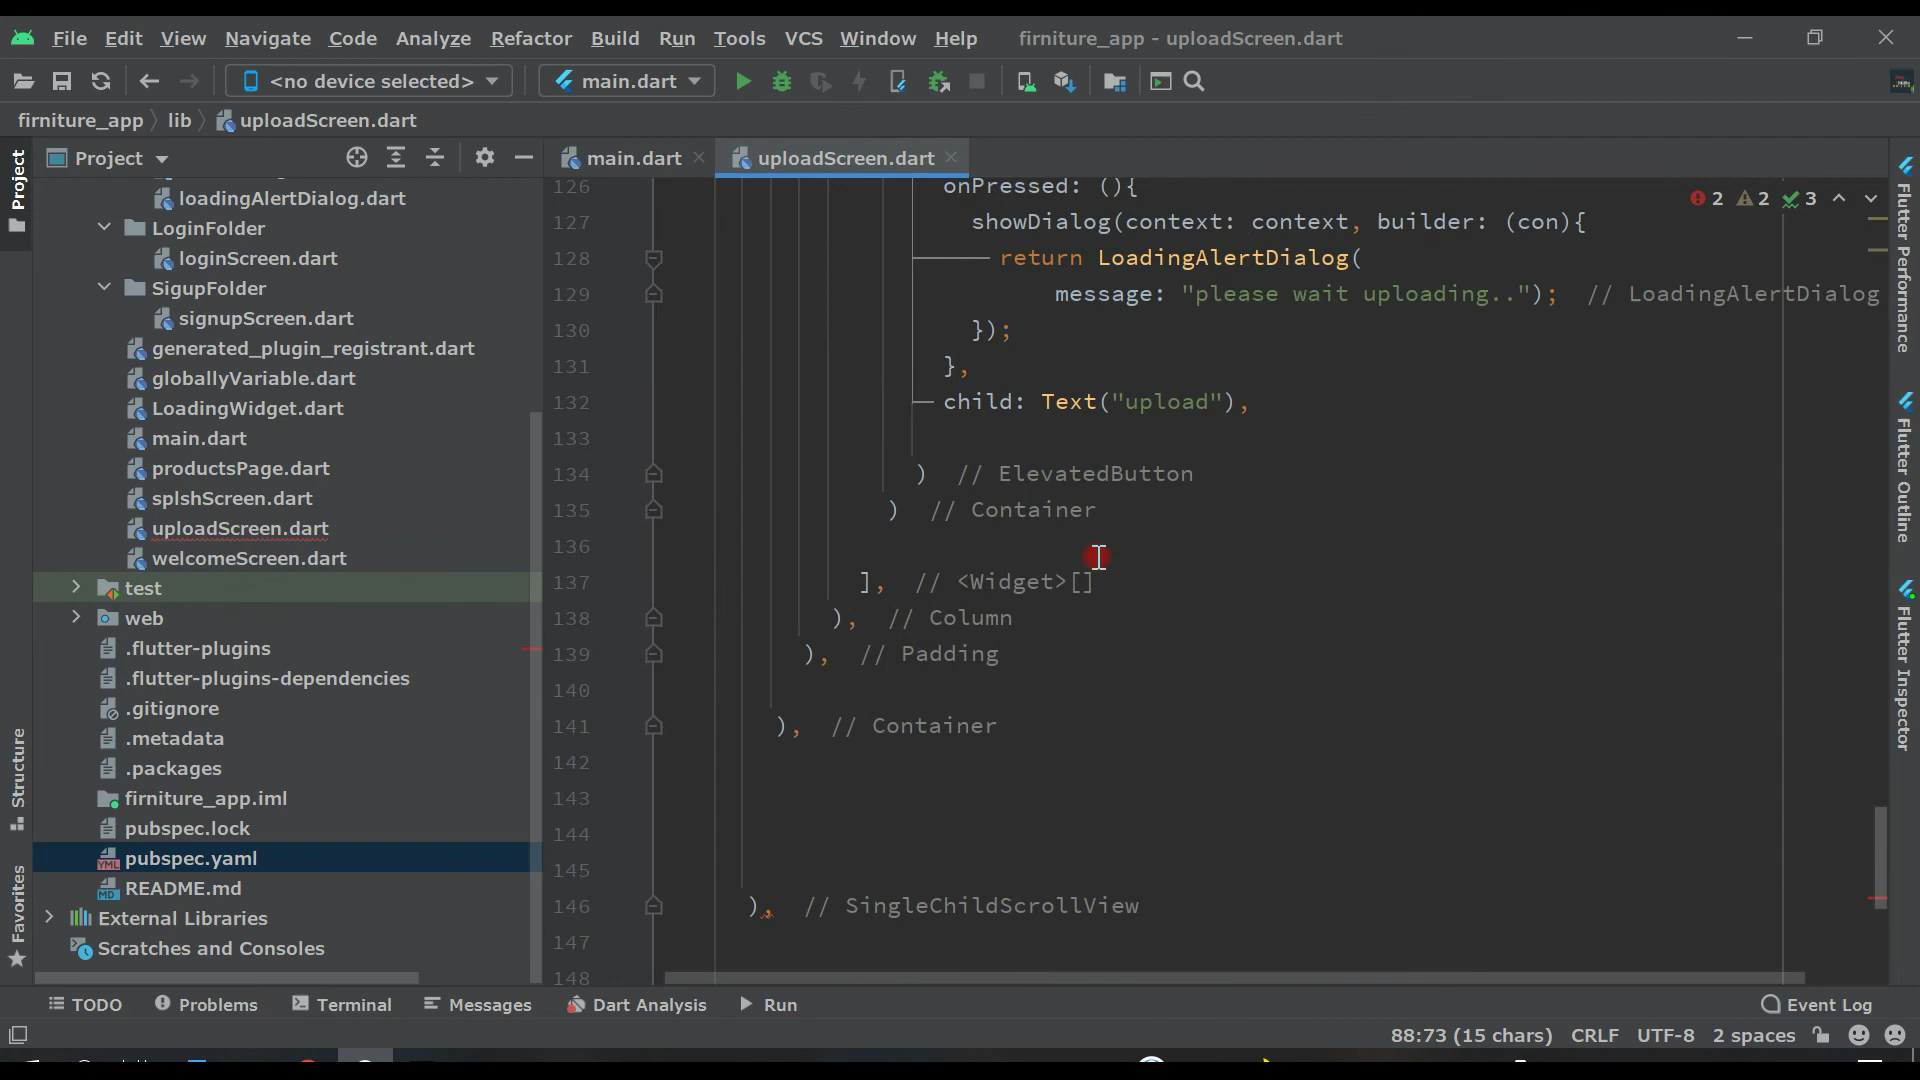 File Edit View Navigate Code Analyze Refactor Build Run Tools VCS Window Help firniture_app - uploadScreen.dart
<no device selected> main.dart
firniture_app lib uploadScreen.dart
Project
Project
main.dart
uploadScreen.dart
loadingAlertDialog.dart
LoginFolder
loginScreen.dart
SigupFolder
signupScreen.dart
generated_plugin_registrant.dart
globallyVariable.dart
LoadingWidget.dart
main.dart
productsPage.dart
splshScreen.dart
uploadScreen.dart
welcomeScreen.dart
test
web
.flutter-plugins
.flutter-plugins-dependencies
.gitignore
.metadata
.packages
firniture_app.iml
pubspec.lock
pubspec.yaml
README.md
External Libraries
Scratches and Consoles
Structure
Favorites
2 2 3
126 onPressed: (){
127 showDialog(context: context, builder: (con){
128 return LoadingAlertDialog(
129 message: "please wait uploading.."); // LoadingAlertDialog
130 });
131 },
132 child: Text("upload"),
133
134 ) // ElevatedButton
135 ) // Container
136
137 ], // <Widget>[]
138 ), // Column
139 ), // Padding
140
141 ), // Container
142
143
144
145
146 ), // SingleChildScrollView
147
148
Flutter Performance
Flutter Outline
Flutter Inspector
TODO Problems Terminal Messages Dart Analysis Run Event Log
88:73 (15 chars) CRLF UTF-8 2 spaces